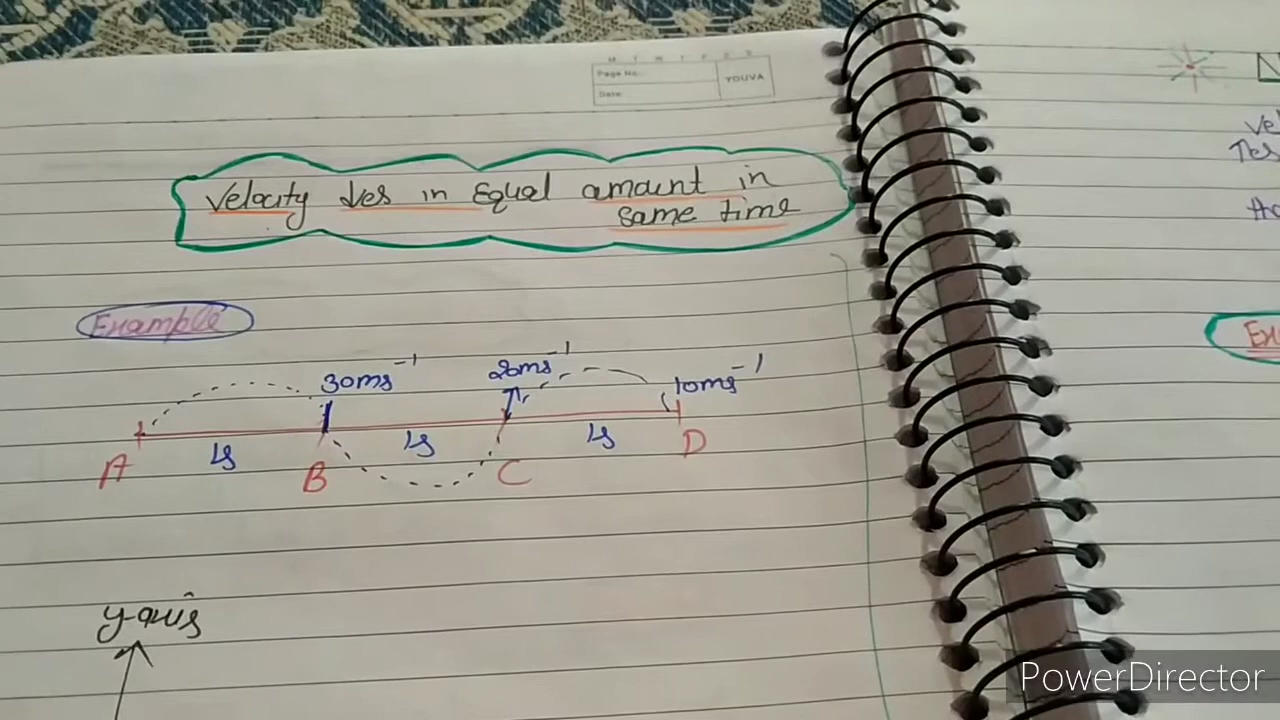 M T W T F S S
Page No.:
Date:
YOUVA
Velocity ↓es in Equal amount in
same time
Example
30ms⁻¹
20ms⁻¹
10ms⁻¹
1s
1s
1s
A
B
C
D
y-axis
PowerDirector